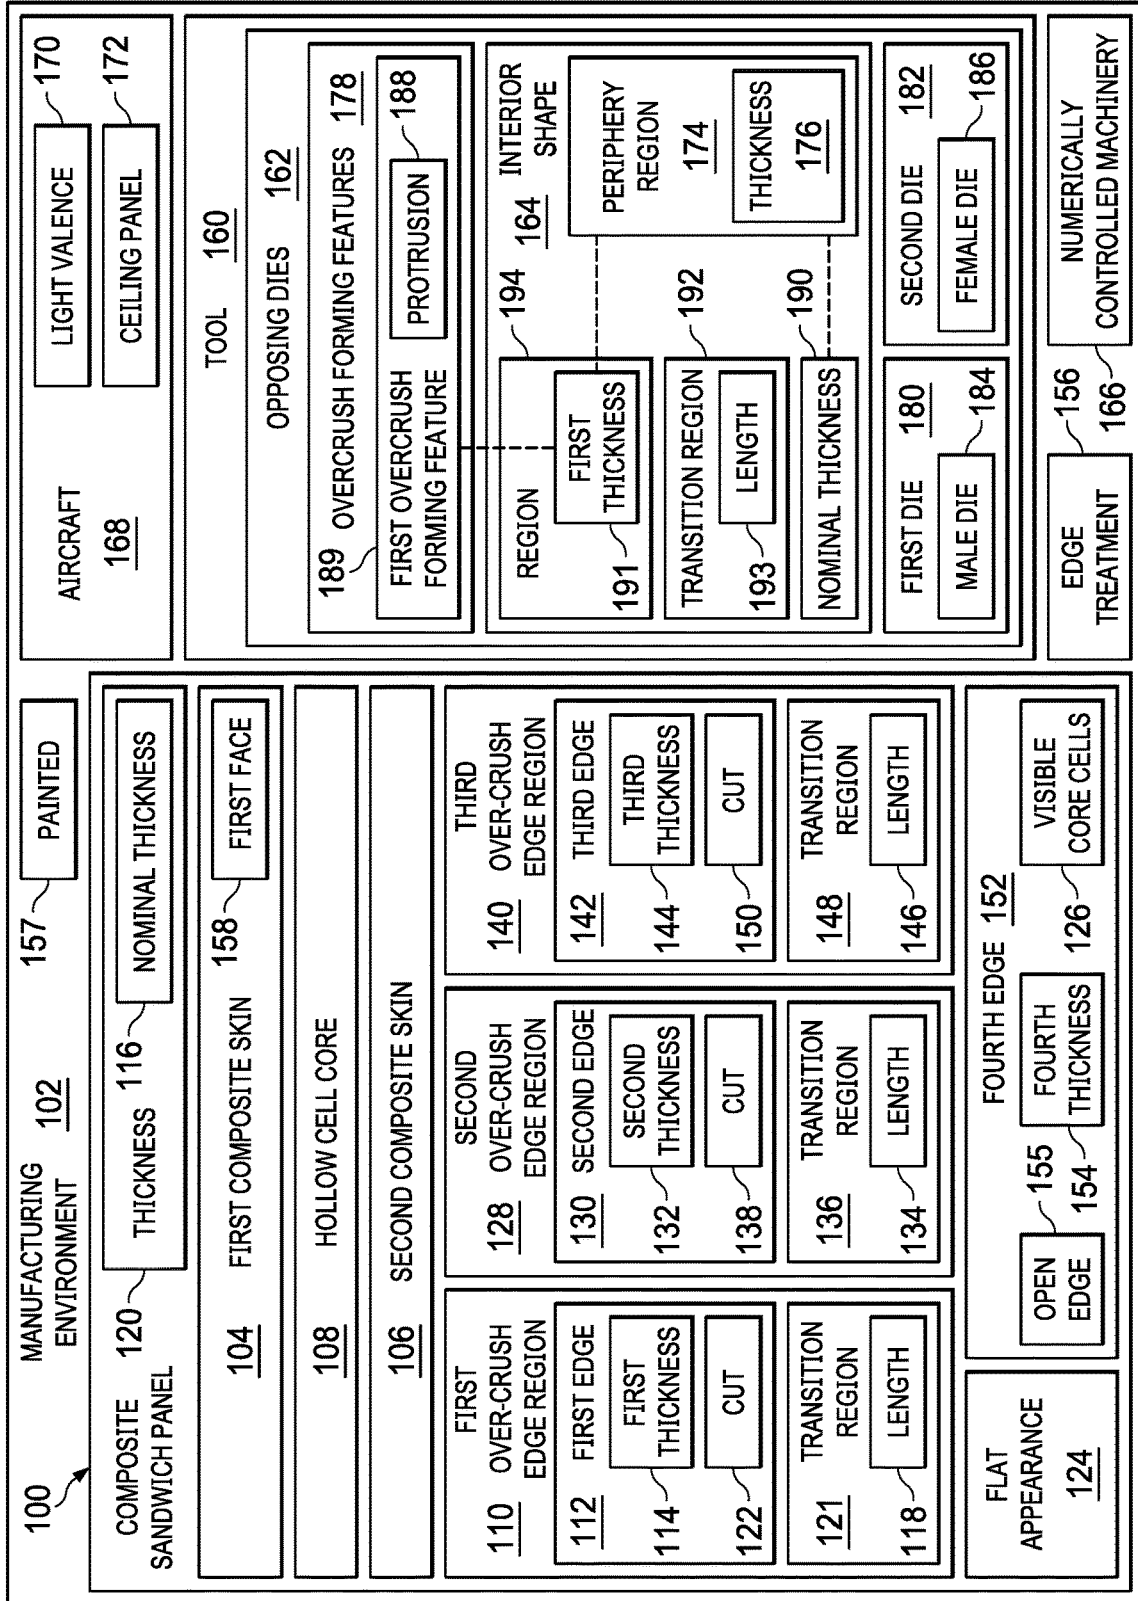 MANUFACTURING
ENVIRONMENT
102
157
PAINTED
100
COMPOSITE
SANDWICH PANEL
120
THICKNESS
116
NOMINAL THICKNESS
104
FIRST COMPOSITE SKIN
158
FIRST FACE
108
HOLLOW CELL CORE
106
SECOND COMPOSITE SKIN
FIRST
OVER-CRUSH
EDGE REGION
110
112
FIRST EDGE
FIRST
THICKNESS
114
CUT
122
TRANSITION
REGION
121
LENGTH
118
SECOND
OVER-CRUSH
EDGE REGION
128
130
SECOND EDGE
SECOND
THICKNESS
132
CUT
138
TRANSITION
REGION
136
LENGTH
134
THIRD
OVER-CRUSH
EDGE REGION
140
142
THIRD EDGE
THIRD
THICKNESS
144
CUT
150
TRANSITION
REGION
148
LENGTH
146
FLAT
APPEARANCE
124
FOURTH EDGE 152
OPEN
EDGE
155
FOURTH
THICKNESS
154
VISIBLE
CORE CELLS
126
AIRCRAFT
168
LIGHT VALENCE
170
CEILING PANEL
172
TOOL 160
OPPOSING DIES 162
189
OVERCRUSH FORMING FEATURES 178
FIRST OVERCRUSH
FORMING FEATURE
PROTRUSION
188
INTERIOR
SHAPE
164
REGION
194
FIRST
THICKNESS
191
PERIPHERY
REGION
174
THICKNESS
176
TRANSITION REGION
192
LENGTH
193
NOMINAL THICKNESS
190
FIRST DIE 180
MALE DIE
184
SECOND DIE 182
FEMALE DIE
186
EDGE
TREATMENT
156
NUMERICALLY
CONTROLLED MACHINERY
166